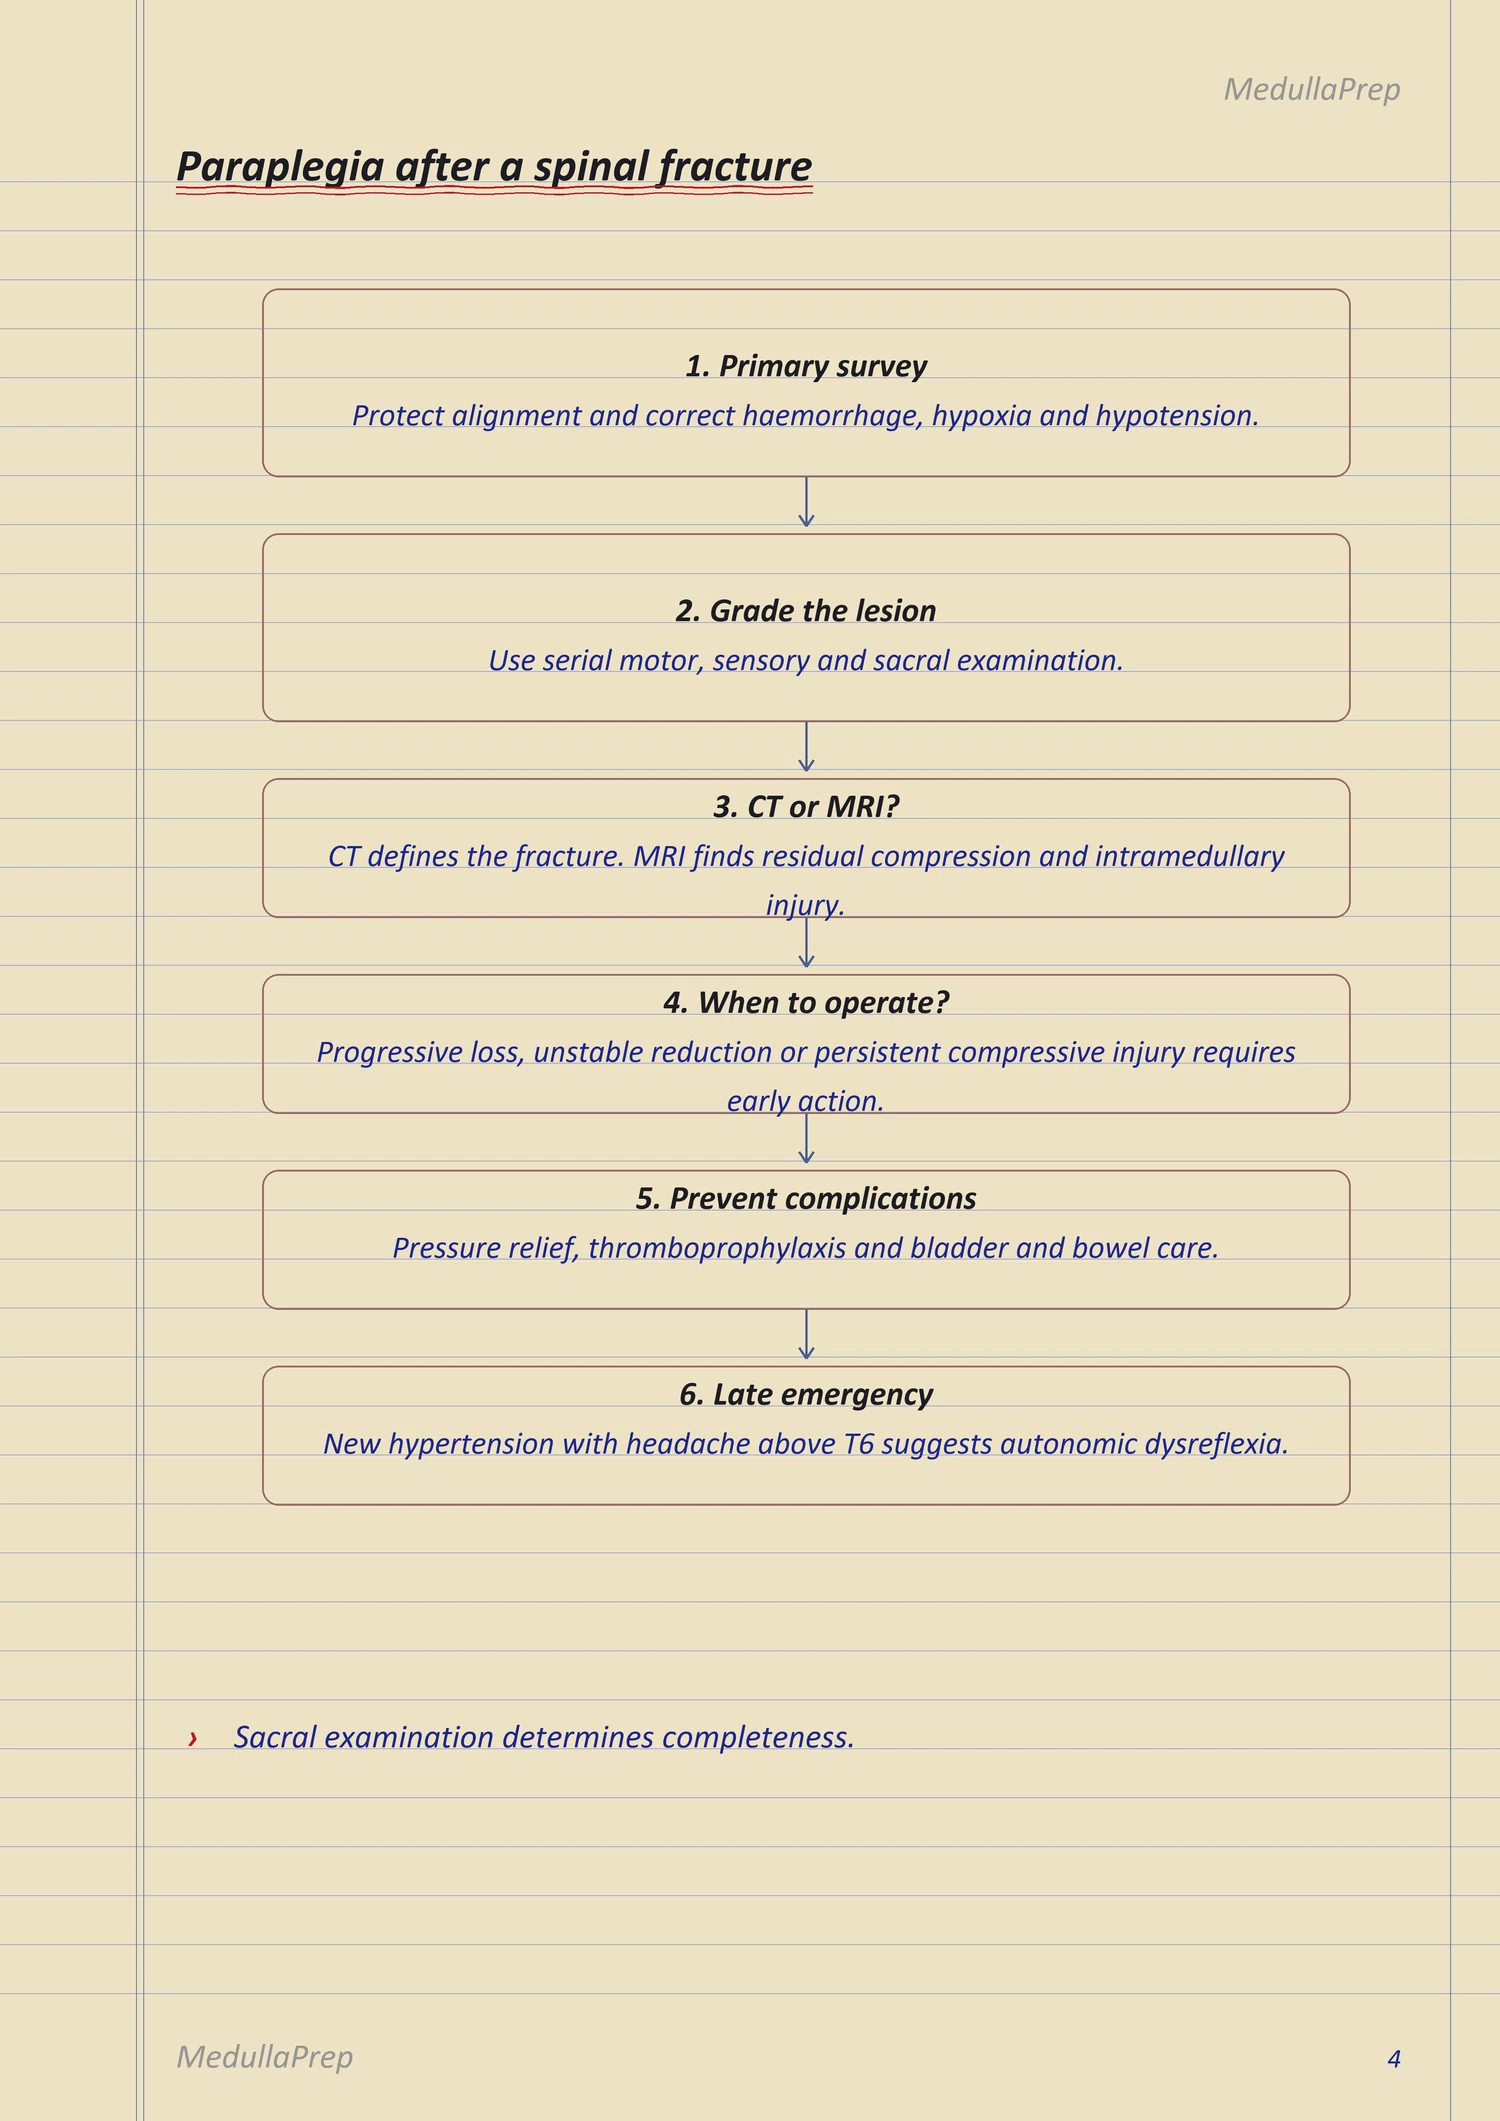 MedullaPrep
Paraplegia after a spinal fracture
1. Primary survey
Protect alignment and correct haemorrhage, hypoxia and hypotension.
2. Grade the lesion
Use serial motor, sensory and sacral examination.
3. CT or MRI?
CT defines the fracture. MRI finds residual compression and intramedullary
injury.
4. When to operate?
Progressive loss, unstable reduction or persistent compressive injury requires
early action.
5. Prevent complications
Pressure relief, thromboprophylaxis and bladder and bowel care.
6. Late emergency
New hypertension with headache above T6 suggests autonomic dysreflexia.
› Sacral examination determines completeness.
MedullaPrep
4